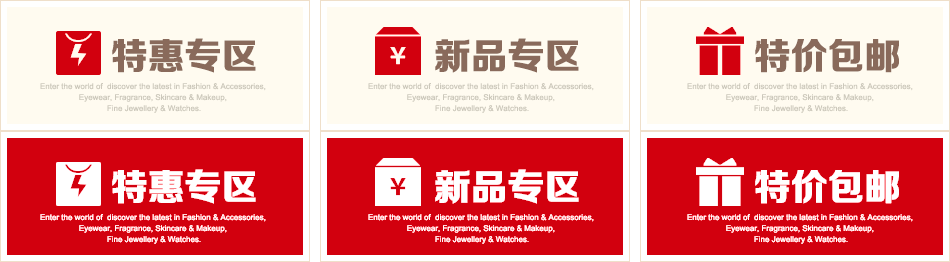 特惠专区
Enter the world of discover the latest in Fashion & Accessories,
Eyewear, Fragrance, Skincare & Makeup,
Fine Jewellery & Watches.
¥
新品专区
Enter the world of discover the latest in Fashion & Accessories,
Eyewear, Fragrance, Skincare & Makeup,
Fine Jewellery & Watches.
特价包邮
Enter the world of discover the latest in Fashion & Accessories,
Eyewear, Fragrance, Skincare & Makeup,
Fine Jewellery & Watches.
特惠专区
Enter the world of discover the latest in Fashion & Accessories,
Eyewear, Fragrance, Skincare & Makeup,
Fine Jewellery & Watches.
¥
新品专区
Enter the world of discover the latest in Fashion & Accessories,
Eyewear, Fragrance, Skincare & Makeup,
Fine Jewellery & Watches.
特价包邮
Enter the world of discover the latest in Fashion & Accessories,
Eyewear, Fragrance, Skincare & Makeup,
Fine Jewellery & Watches.